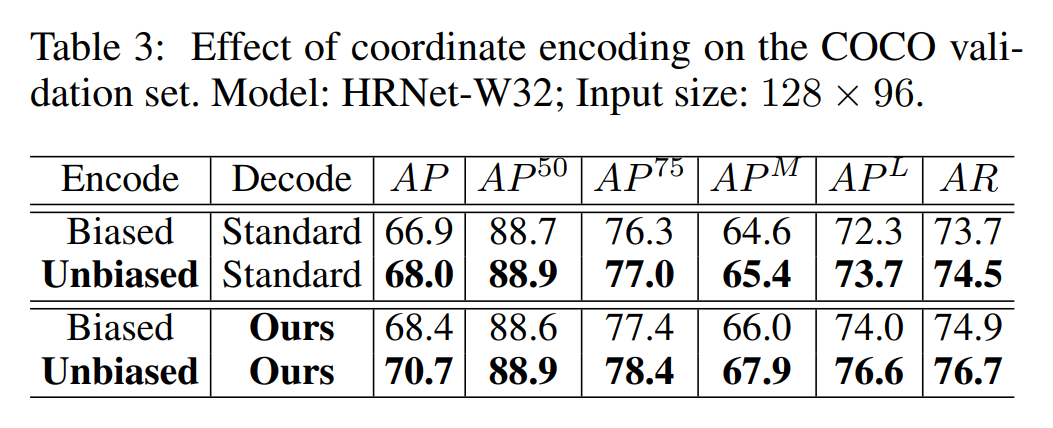 Table 3: Effect of coordinate encoding on the COCO vali-
dation set. Model: HRNet-W32; Input size: 128 × 96.
Encode Decode AP AP^50 AP^75 AP^M AP^L AR
Biased Standard 66.9 88.7 76.3 64.6 72.3 73.7
Unbiased Standard 68.0 88.9 77.0 65.4 73.7 74.5
Biased Ours 68.4 88.6 77.4 66.0 74.0 74.9
Unbiased Ours 70.7 88.9 78.4 67.9 76.6 76.7